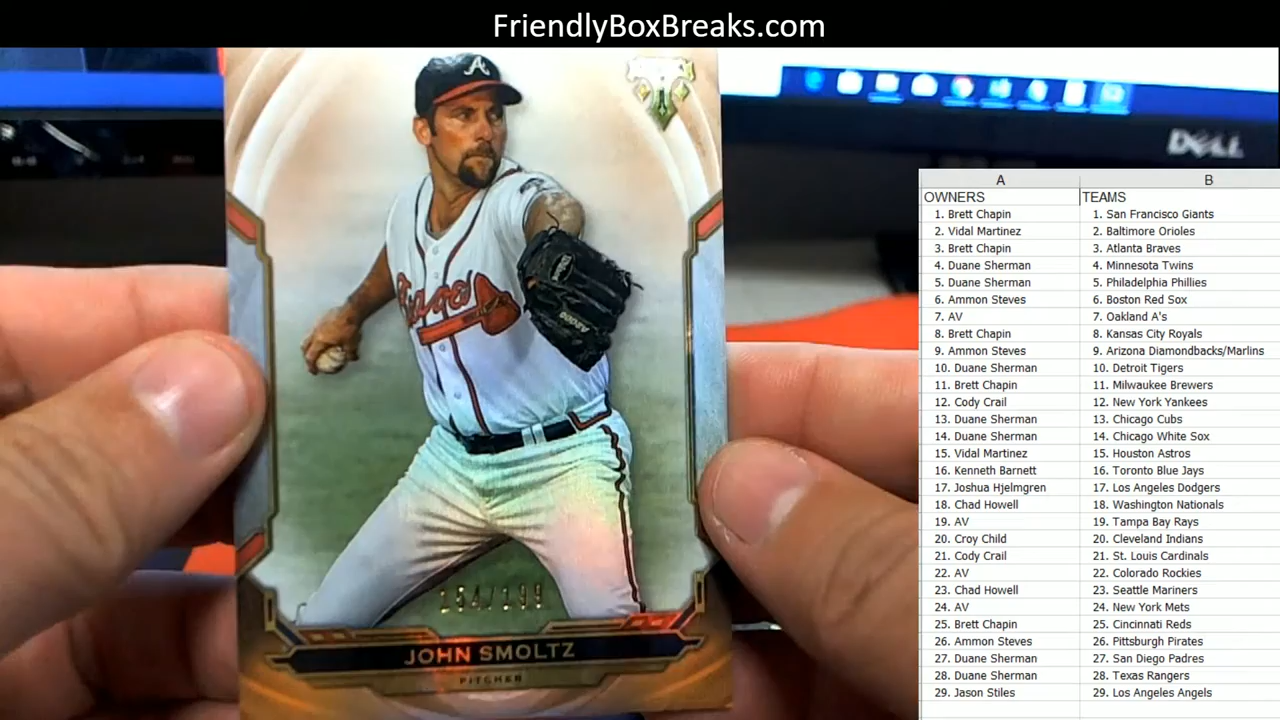 FriendlyBoxBreaks.com
DELL
A
Braves
JOHN SMOLTZ
PITCHER
154/199
A B
OWNERS TEAMS
1. Brett Chapin 1. San Francisco Giants
2. Vidal Martinez 2. Baltimore Orioles
3. Brett Chapin 3. Atlanta Braves
4. Duane Sherman 4. Minnesota Twins
5. Duane Sherman 5. Philadelphia Phillies
6. Ammon Steves 6. Boston Red Sox
7. AV 7. Oakland A's
8. Brett Chapin 8. Kansas City Royals
9. Ammon Steves 9. Arizona Diamondbacks/Marlins
10. Duane Sherman 10. Detroit Tigers
11. Brett Chapin 11. Milwaukee Brewers
12. Cody Crail 12. New York Yankees
13. Duane Sherman 13. Chicago Cubs
14. Duane Sherman 14. Chicago White Sox
15. Vidal Martinez 15. Houston Astros
16. Kenneth Barnett 16. Toronto Blue Jays
17. Joshua Hjelmgren 17. Los Angeles Dodgers
18. Chad Howell 18. Washington Nationals
19. AV 19. Tampa Bay Rays
20. Croy Child 20. Cleveland Indians
21. Cody Crail 21. St. Louis Cardinals
22. AV 22. Colorado Rockies
23. Chad Howell 23. Seattle Mariners
24. AV 24. New York Mets
25. Brett Chapin 25. Cincinnati Reds
26. Ammon Steves 26. Pittsburgh Pirates
27. Duane Sherman 27. San Diego Padres
28. Duane Sherman 28. Texas Rangers
29. Jason Stiles 29. Los Angeles Angels